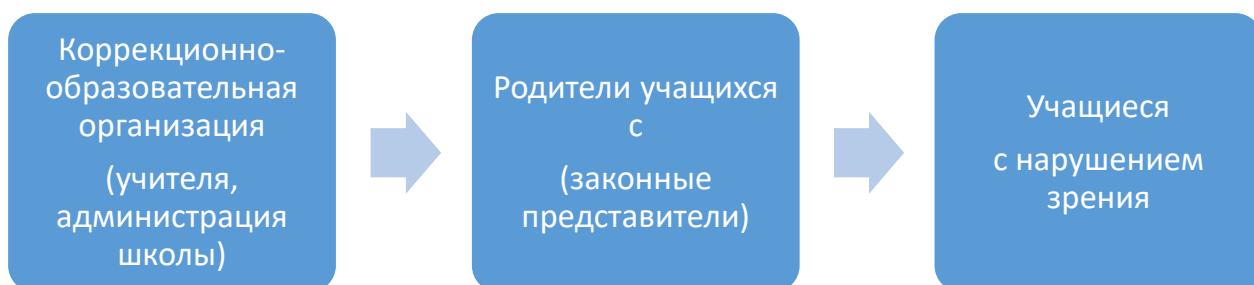 Коррекционно-
образовательная
организация
(учителя,
администрация
школы)
Родители учащихся
с
(законные
представители)
Учащиеся
с нарушением
зрения